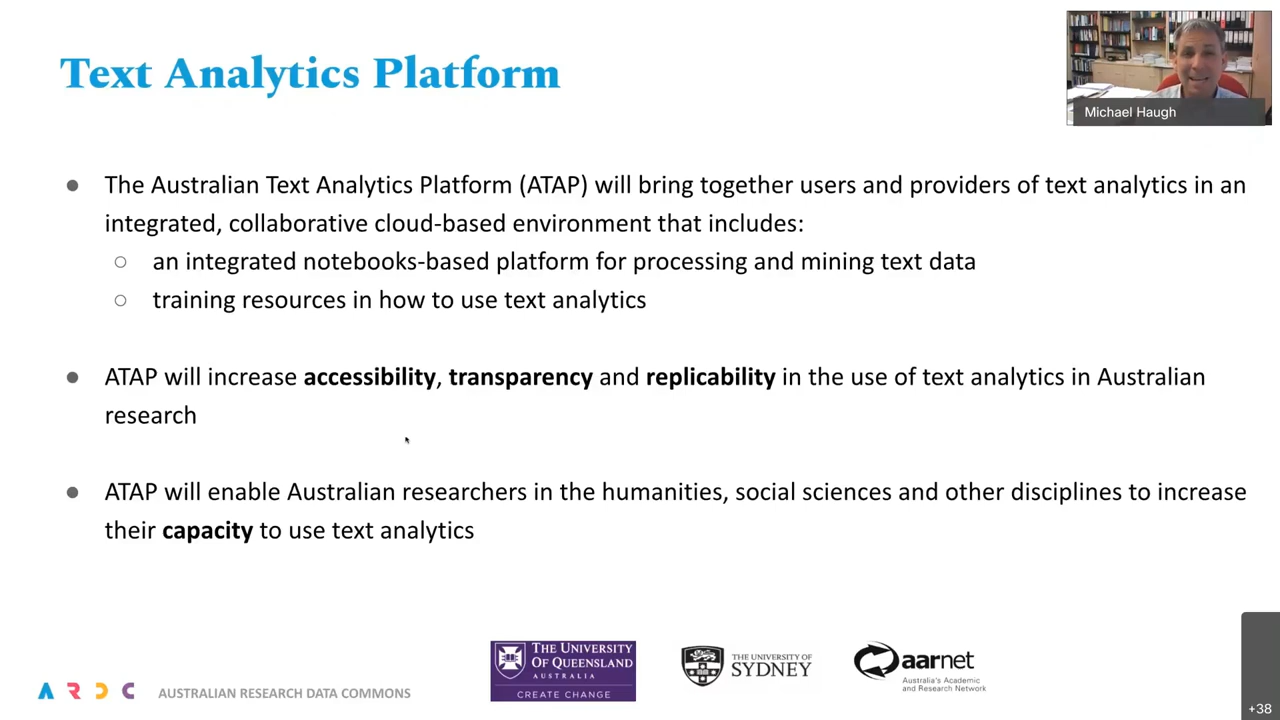 Text Analytics Platform
Michael Haugh
● The Australian Text Analytics Platform (ATAP) will bring together users and providers of text analytics in an
integrated, collaborative cloud-based environment that includes:
○ an integrated notebooks-based platform for processing and mining text data
○ training resources in how to use text analytics
● ATAP will increase accessibility, transparency and replicability in the use of text analytics in Australian
research
● ATAP will enable Australian researchers in the humanities, social sciences and other disciplines to increase
their capacity to use text analytics
ARDC AUSTRALIAN RESEARCH DATA COMMONS
THE UNIVERSITY
OF QUEENSLAND
AUSTRALIA
CREATE CHANGE
THE UNIVERSITY OF
SYDNEY
aarnet
Australia's Academic
and Research Network
+38